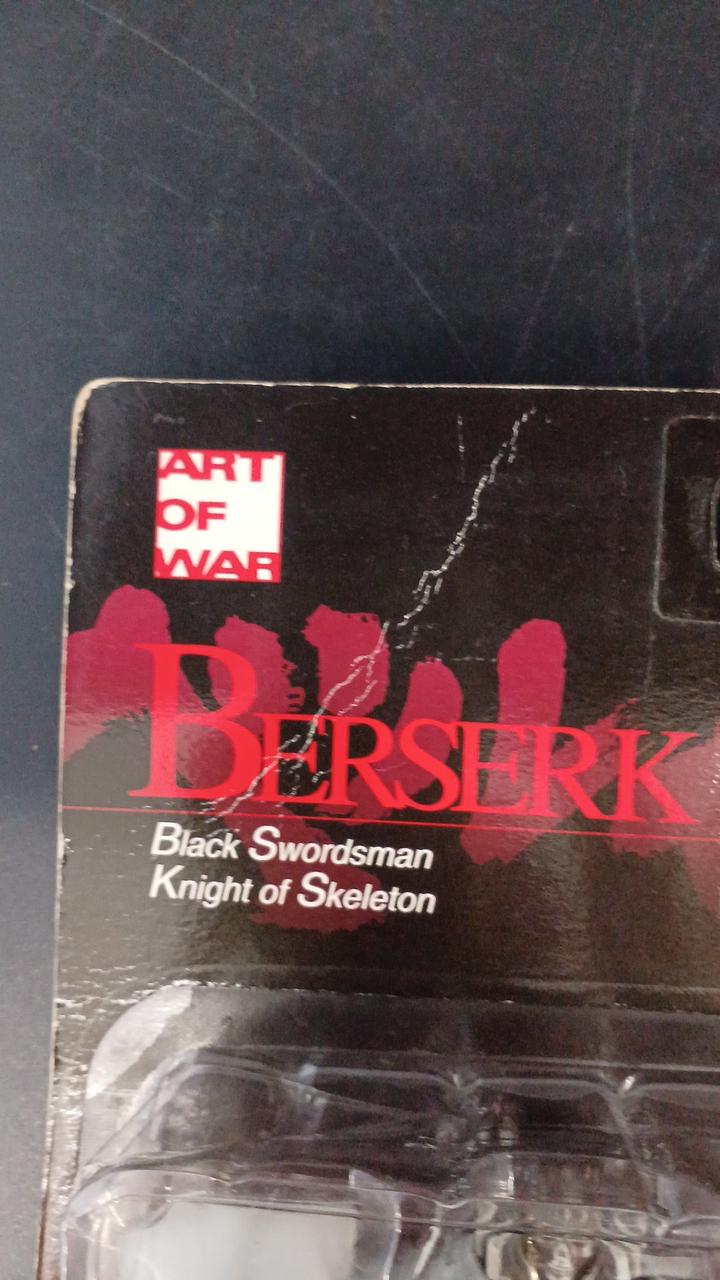 ART
OF
WAR
BERSERK
Black Swordsman
Knight of Skeleton